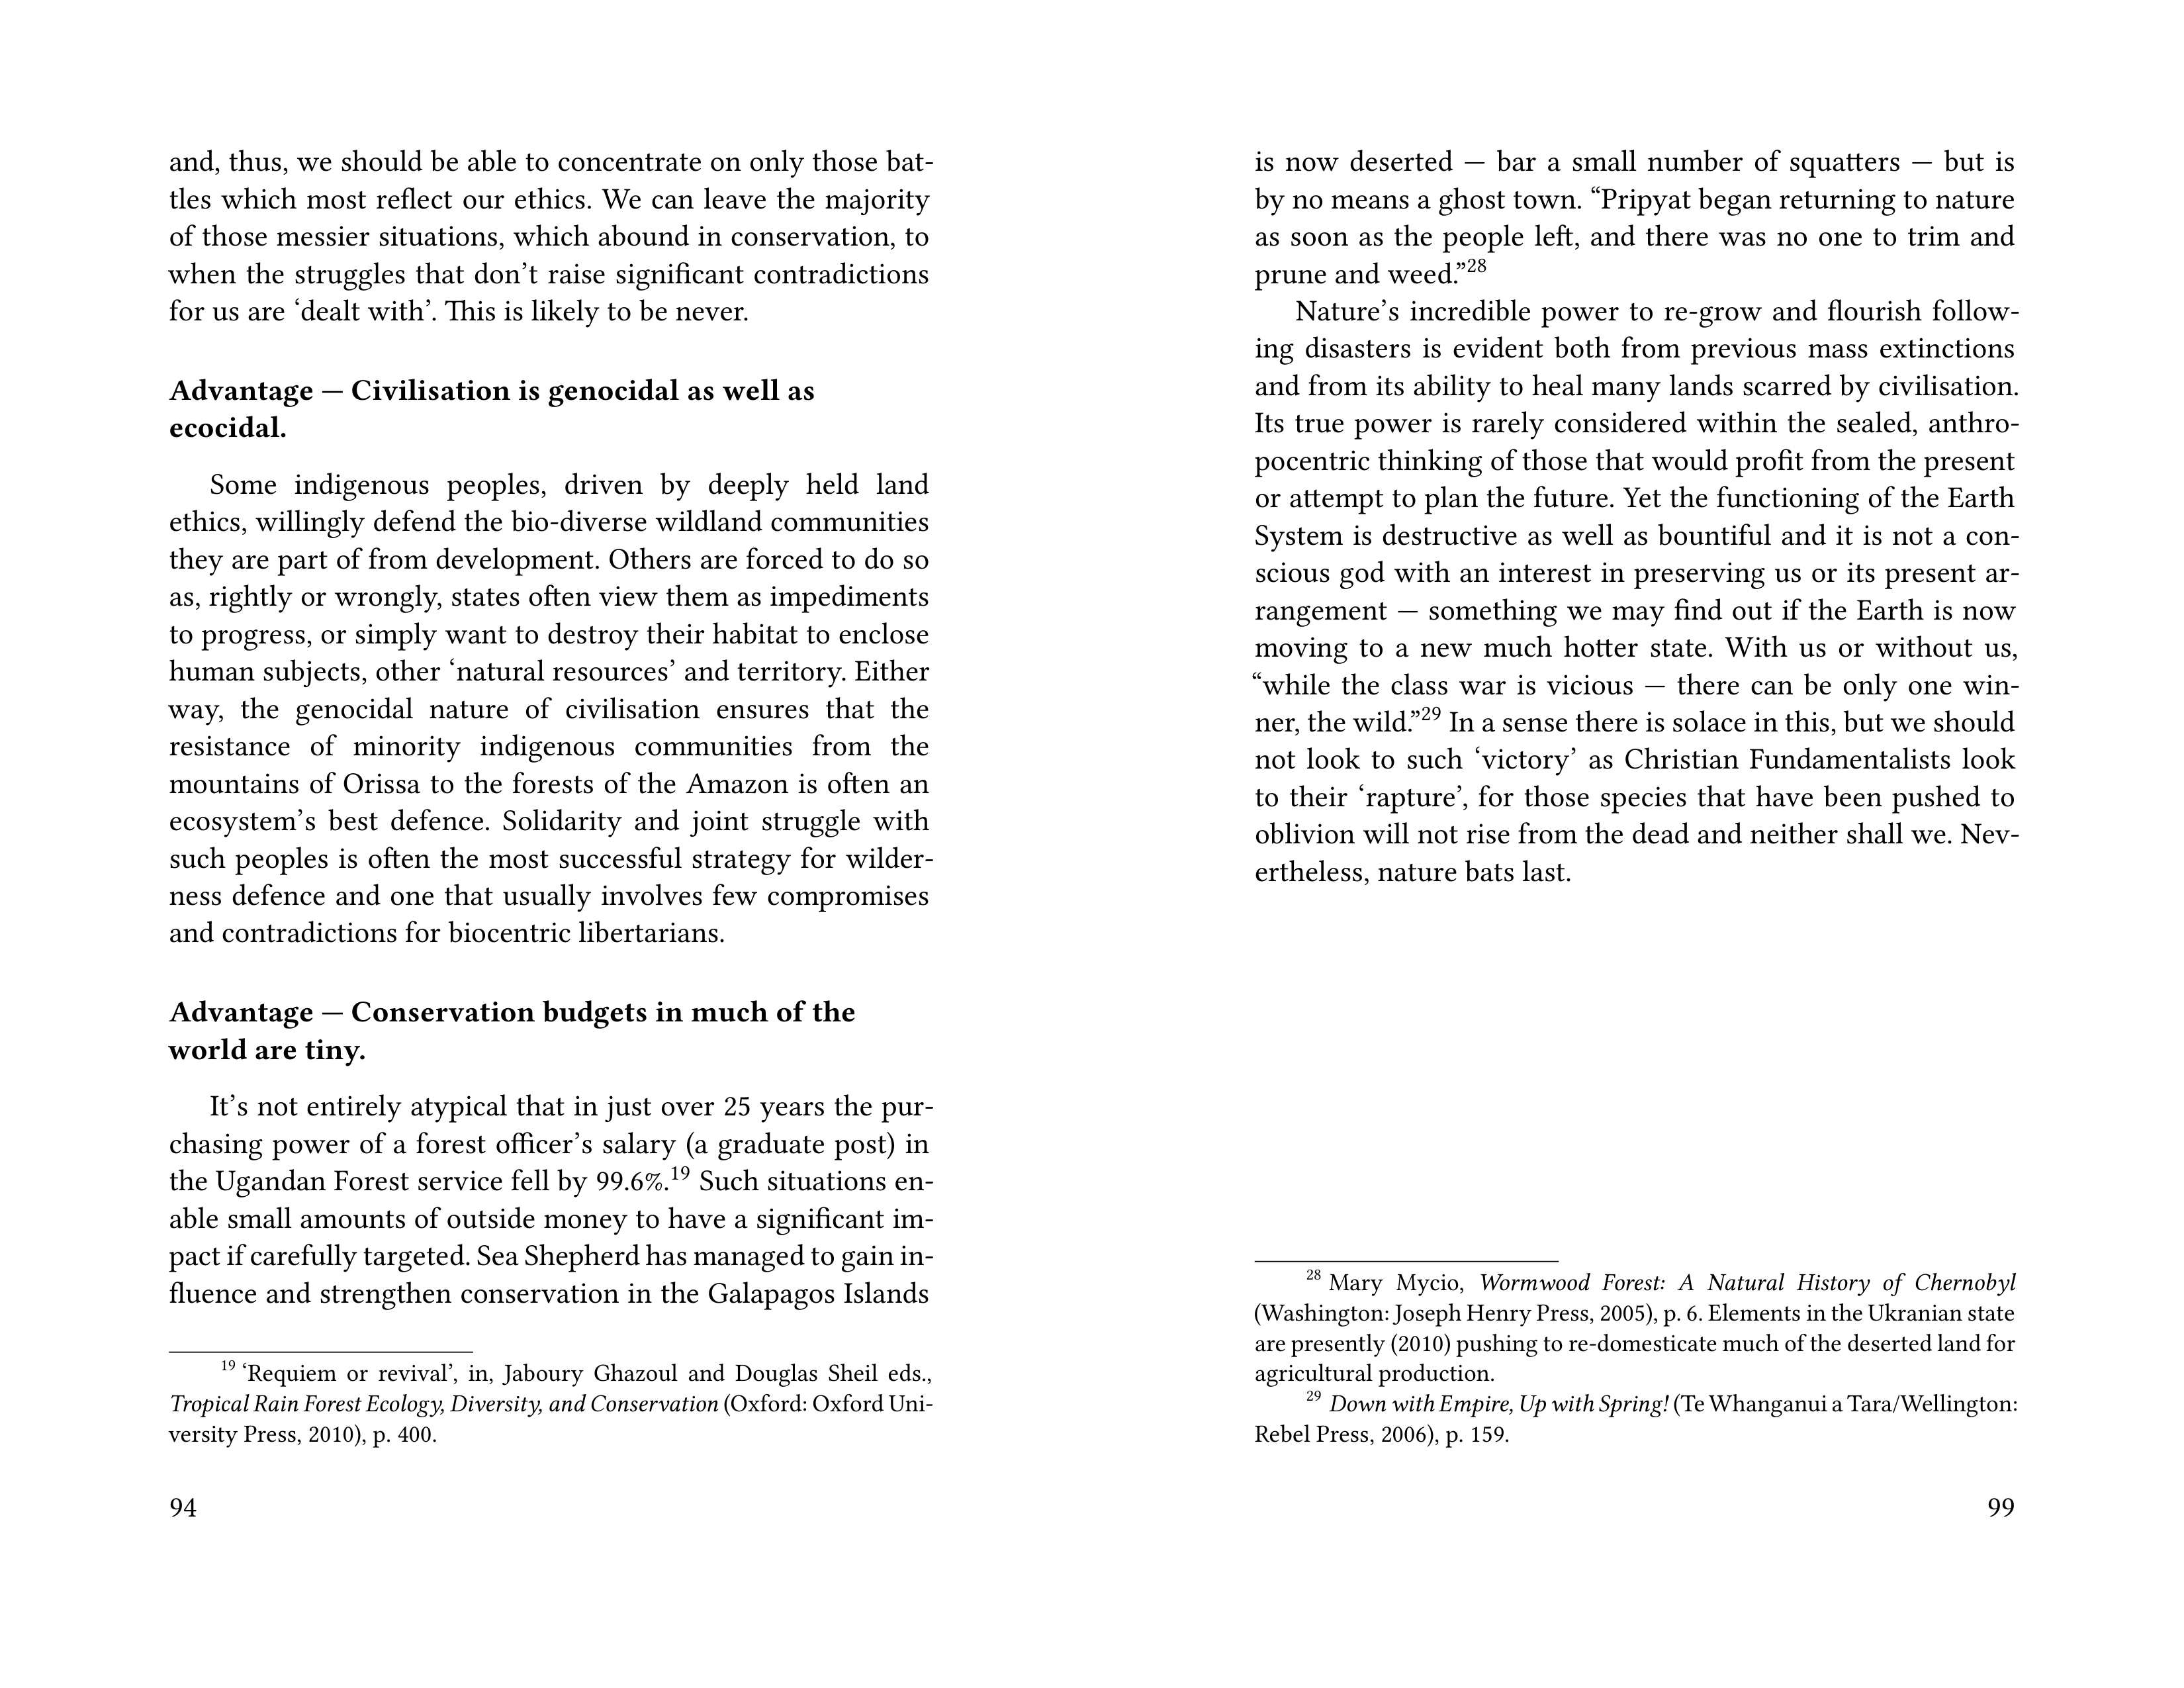 and, thus, we should be able to concentrate on only those bat-
tles which most reflect our ethics. We can leave the majority
of those messier situations, which abound in conservation, to
when the struggles that don’t raise significant contradictions
for us are ‘dealt with’. This is likely to be never.
Advantage — Civilisation is genocidal as well as
ecocidal.
Some indigenous peoples, driven by deeply held land
ethics, willingly defend the bio-diverse wildland communities
they are part of from development. Others are forced to do so
as, rightly or wrongly, states often view them as impediments
to progress, or simply want to destroy their habitat to enclose
human subjects, other ‘natural resources’ and territory. Either
way, the genocidal nature of civilisation ensures that the
resistance of minority indigenous communities from the
mountains of Orissa to the forests of the Amazon is often an
ecosystem’s best defence. Solidarity and joint struggle with
such peoples is often the most successful strategy for wilder-
ness defence and one that usually involves few compromises
and contradictions for biocentric libertarians.
Advantage — Conservation budgets in much of the
world are tiny.
It’s not entirely atypical that in just over 25 years the pur-
chasing power of a forest officer’s salary (a graduate post) in
the Ugandan Forest service fell by 99.6%.19 Such situations en-
able small amounts of outside money to have a significant im-
pact if carefully targeted. Sea Shepherd has managed to gain in-
fluence and strengthen conservation in the Galapagos Islands
19 ‘Requiem or revival’, in, Jaboury Ghazoul and Douglas Sheil eds.,
Tropical Rain Forest Ecology, Diversity, and Conservation (Oxford: Oxford Uni-
versity Press, 2010), p. 400.
94
is now deserted — bar a small number of squatters — but is
by no means a ghost town. “Pripyat began returning to nature
as soon as the people left, and there was no one to trim and
prune and weed.”28
Nature’s incredible power to re-grow and flourish follow-
ing disasters is evident both from previous mass extinctions
and from its ability to heal many lands scarred by civilisation.
Its true power is rarely considered within the sealed, anthro-
pocentric thinking of those that would profit from the present
or attempt to plan the future. Yet the functioning of the Earth
System is destructive as well as bountiful and it is not a con-
scious god with an interest in preserving us or its present ar-
rangement — something we may find out if the Earth is now
moving to a new much hotter state. With us or without us,
“while the class war is vicious — there can be only one win-
ner, the wild.”29 In a sense there is solace in this, but we should
not look to such ‘victory’ as Christian Fundamentalists look
to their ‘rapture’, for those species that have been pushed to
oblivion will not rise from the dead and neither shall we. Nev-
ertheless, nature bats last.
28 Mary Mycio, Wormwood Forest: A Natural History of Chernobyl
(Washington: Joseph Henry Press, 2005), p. 6. Elements in the Ukranian state
are presently (2010) pushing to re-domesticate much of the deserted land for
agricultural production.
29 Down with Empire, Up with Spring! (Te Whanganui a Tara/Wellington:
Rebel Press, 2006), p. 159.
99